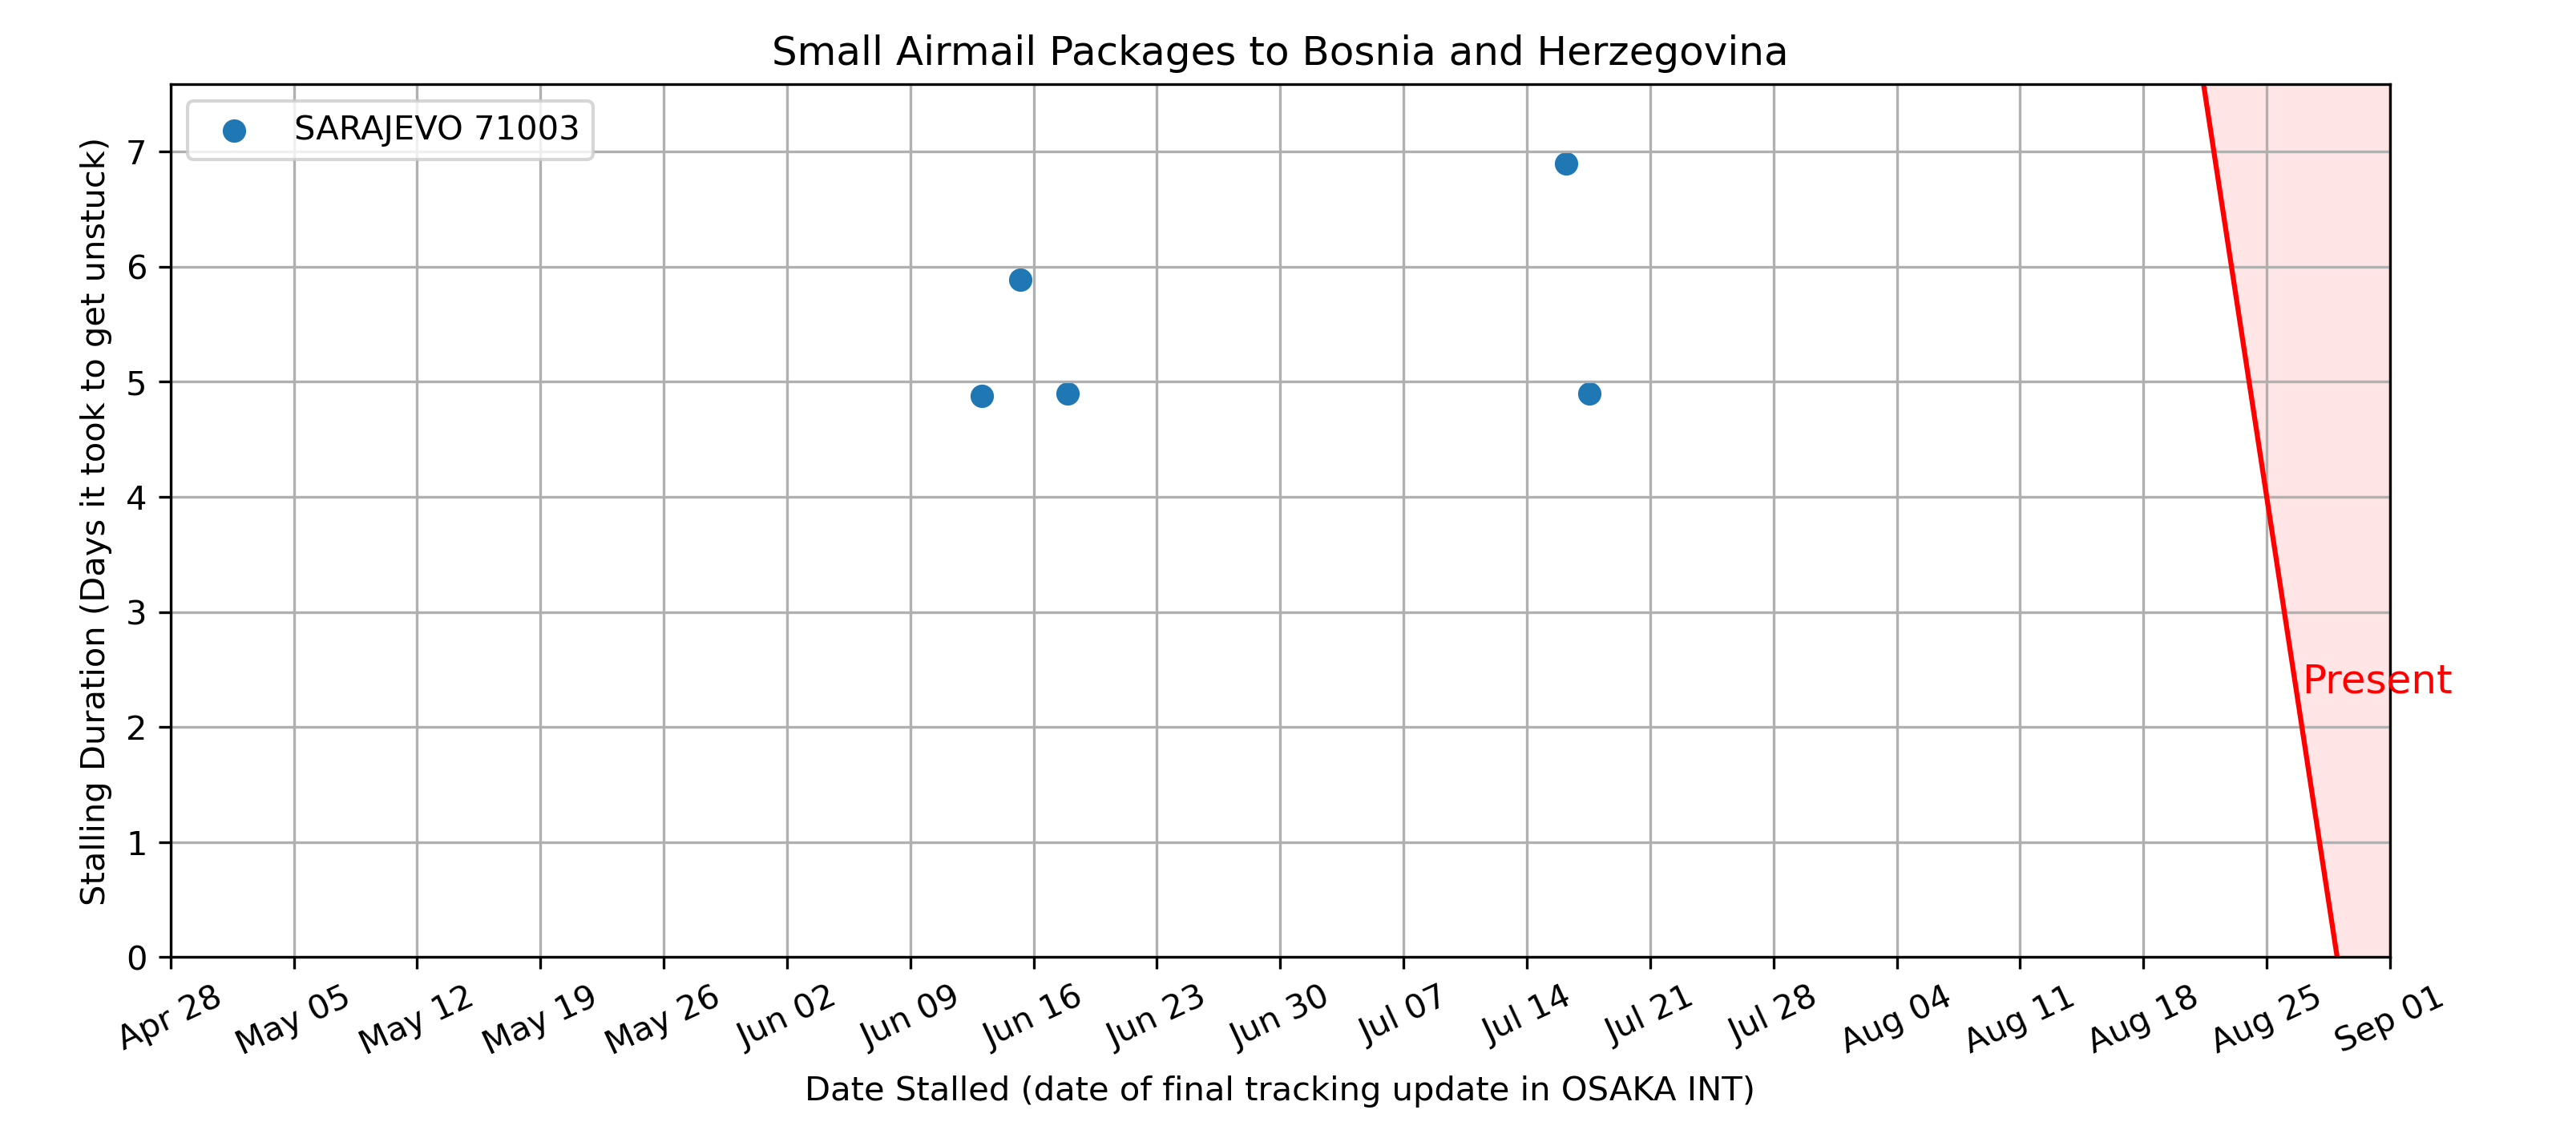 Small Airmail Packages to Bosnia and Herzegovina
SARAJEVO 71003
Stalling Duration (Days it took to get unstuck)
7
6
5
4
3
2
1
0
Present
Apr 28
May 05
May 12
May 19
May 26
Jun 02
Jun 09
Jun 16
Jun 23
Jun 30
Jul 07
Jul 14
Jul 21
Jul 28
Aug 04
Aug 11
Aug 18
Aug 25
Sep 01
Date Stalled (date of final tracking update in OSAKA INT)